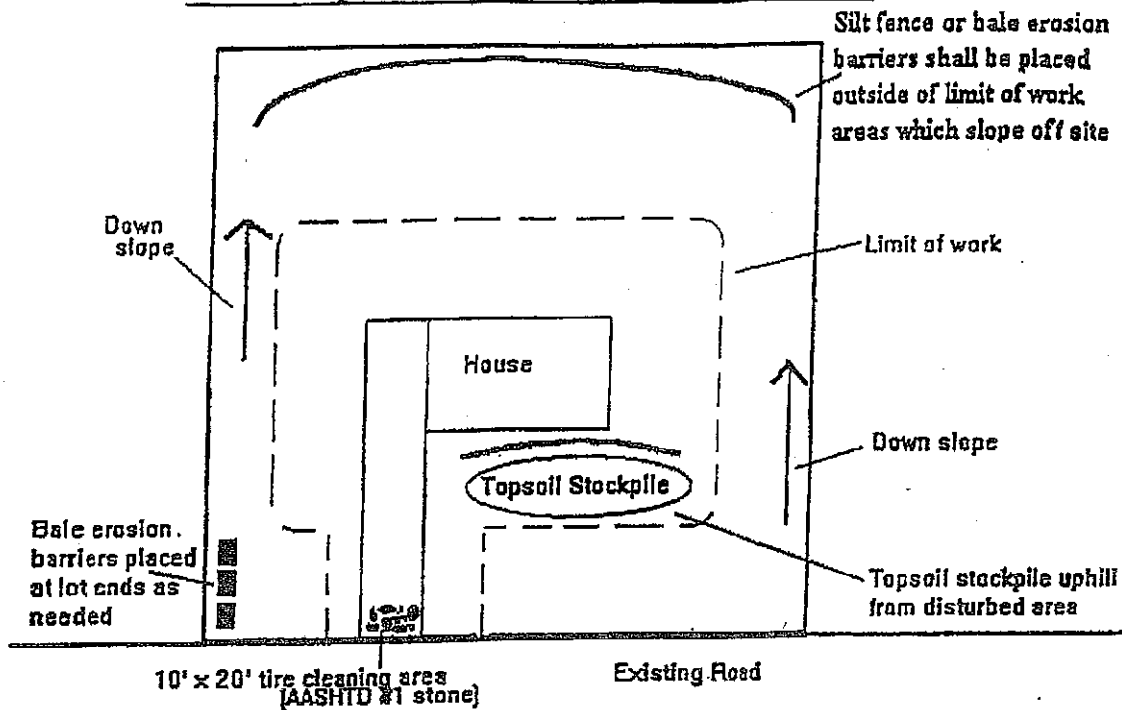 Silt fence or bale erosion
barriers shall be placed
outside of limit of work
areas which slope off site
Down
slope
Limit of work
House
Down slope
Topsoil Stockpile
Bale erosion.
barriers placed
at lot ends as
needed
Topsoil stockpile uphill
from disturbed area
10' x 20' tire cleaning area
[AASHTD #1 stone]
Existing Road